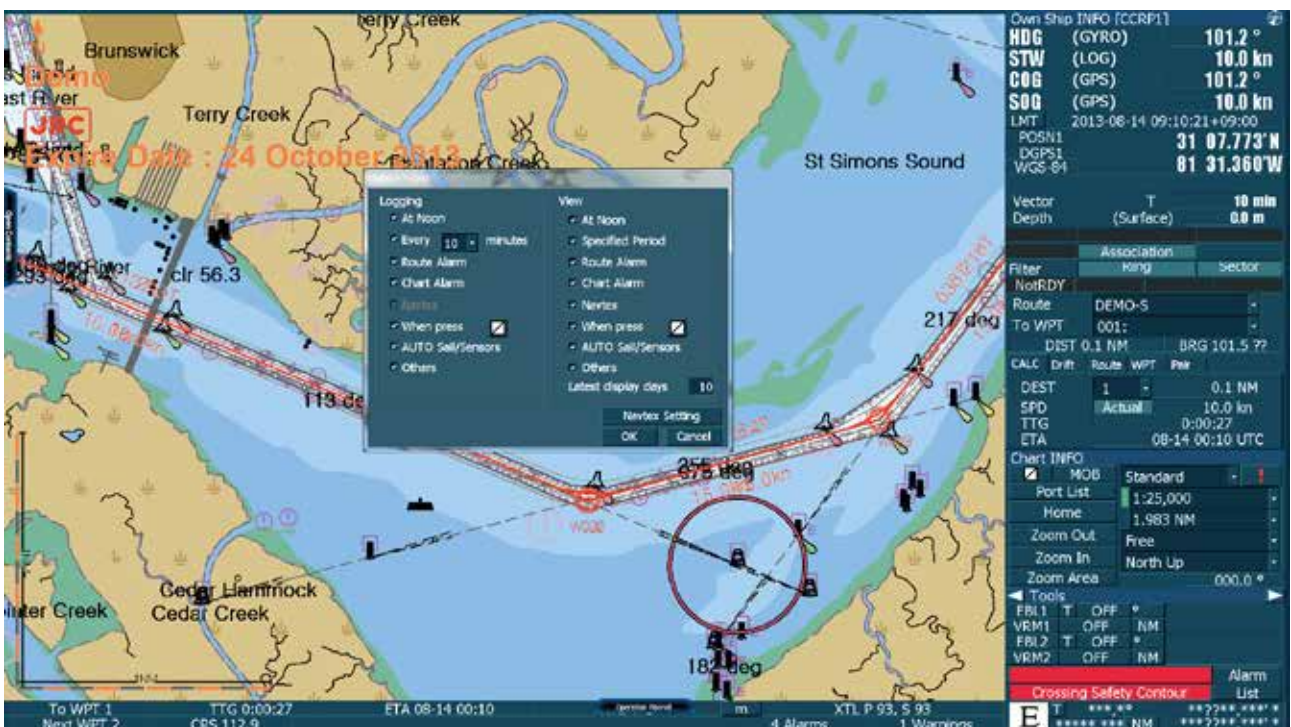 Terry Creek
Brunswick
Demo
East River
JRC
Terry Creek
Expire Date : 24 October 2013
Plantation Creek
St Simons Sound
clr 56.3
217 deg
113 deg
W000
182 deg
Cedar Hammock
Cedar Creek
Creek
Logging
At Noon
Every 10 minutes
Route Alarm
Chart Alarm
Navtex
When press
AUTO Sail/Sensors
Others
View
At Noon
Specified Period
Route Alarm
Chart Alarm
Navtex
When press
AUTO Sail/Sensors
Others
Latest display days 10
Navtex Setting
OK Cancel
Own Ship INFO [CCRP1]
HDG (GYRO) 101.2 °
STW (LOG) 10.0 kn
COG (GPS) 101.2 °
SOG (GPS) 10.0 kn
LMT 2013-08-14 09:10:21+09:00
POSN1 31 07.773'N
DGPS1
WGS-84 81 31.360'W
Vector T 10 min
Depth (Surface) 0.0 m
Association
Filter Ring Sector
NotRDY
Route DEMO-S
To WPT 001:
DIST 0.1 NM BRG 101.5 ??
CALC Drift Route WPT Pair
DEST 1 0.1 NM
SPD Actual 10.0 kn
TTG 0:00:27
ETA 08-14 00:10 UTC
Chart INFO
MOB Standard !
Port List 1:25,000
Home 1.983 NM
Zoom Out Free
Zoom In North Up
Zoom Area 000.0 °
Tools
EBL1 T OFF °
VRM1 OFF NM
EBL2 T OFF °
VRM2 OFF NM
Alarm
Crossing Safety Contour List
E T
NM
To WPT 1 TTG 0:00:27 ETA 08-14 00:10 m XTL P 93, S 93
Next WPT 2 CRS 112.9 4 Alarms 1 Warnings